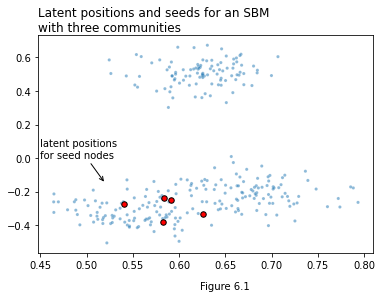 Latent positions and seeds for an SBM
with three communities
0.6
0.4
0.2
0.0
−0.2
−0.4
latent positions
for seed nodes
0.45 0.50 0.55 0.60 0.65 0.70 0.75 0.80
Figure 6.1